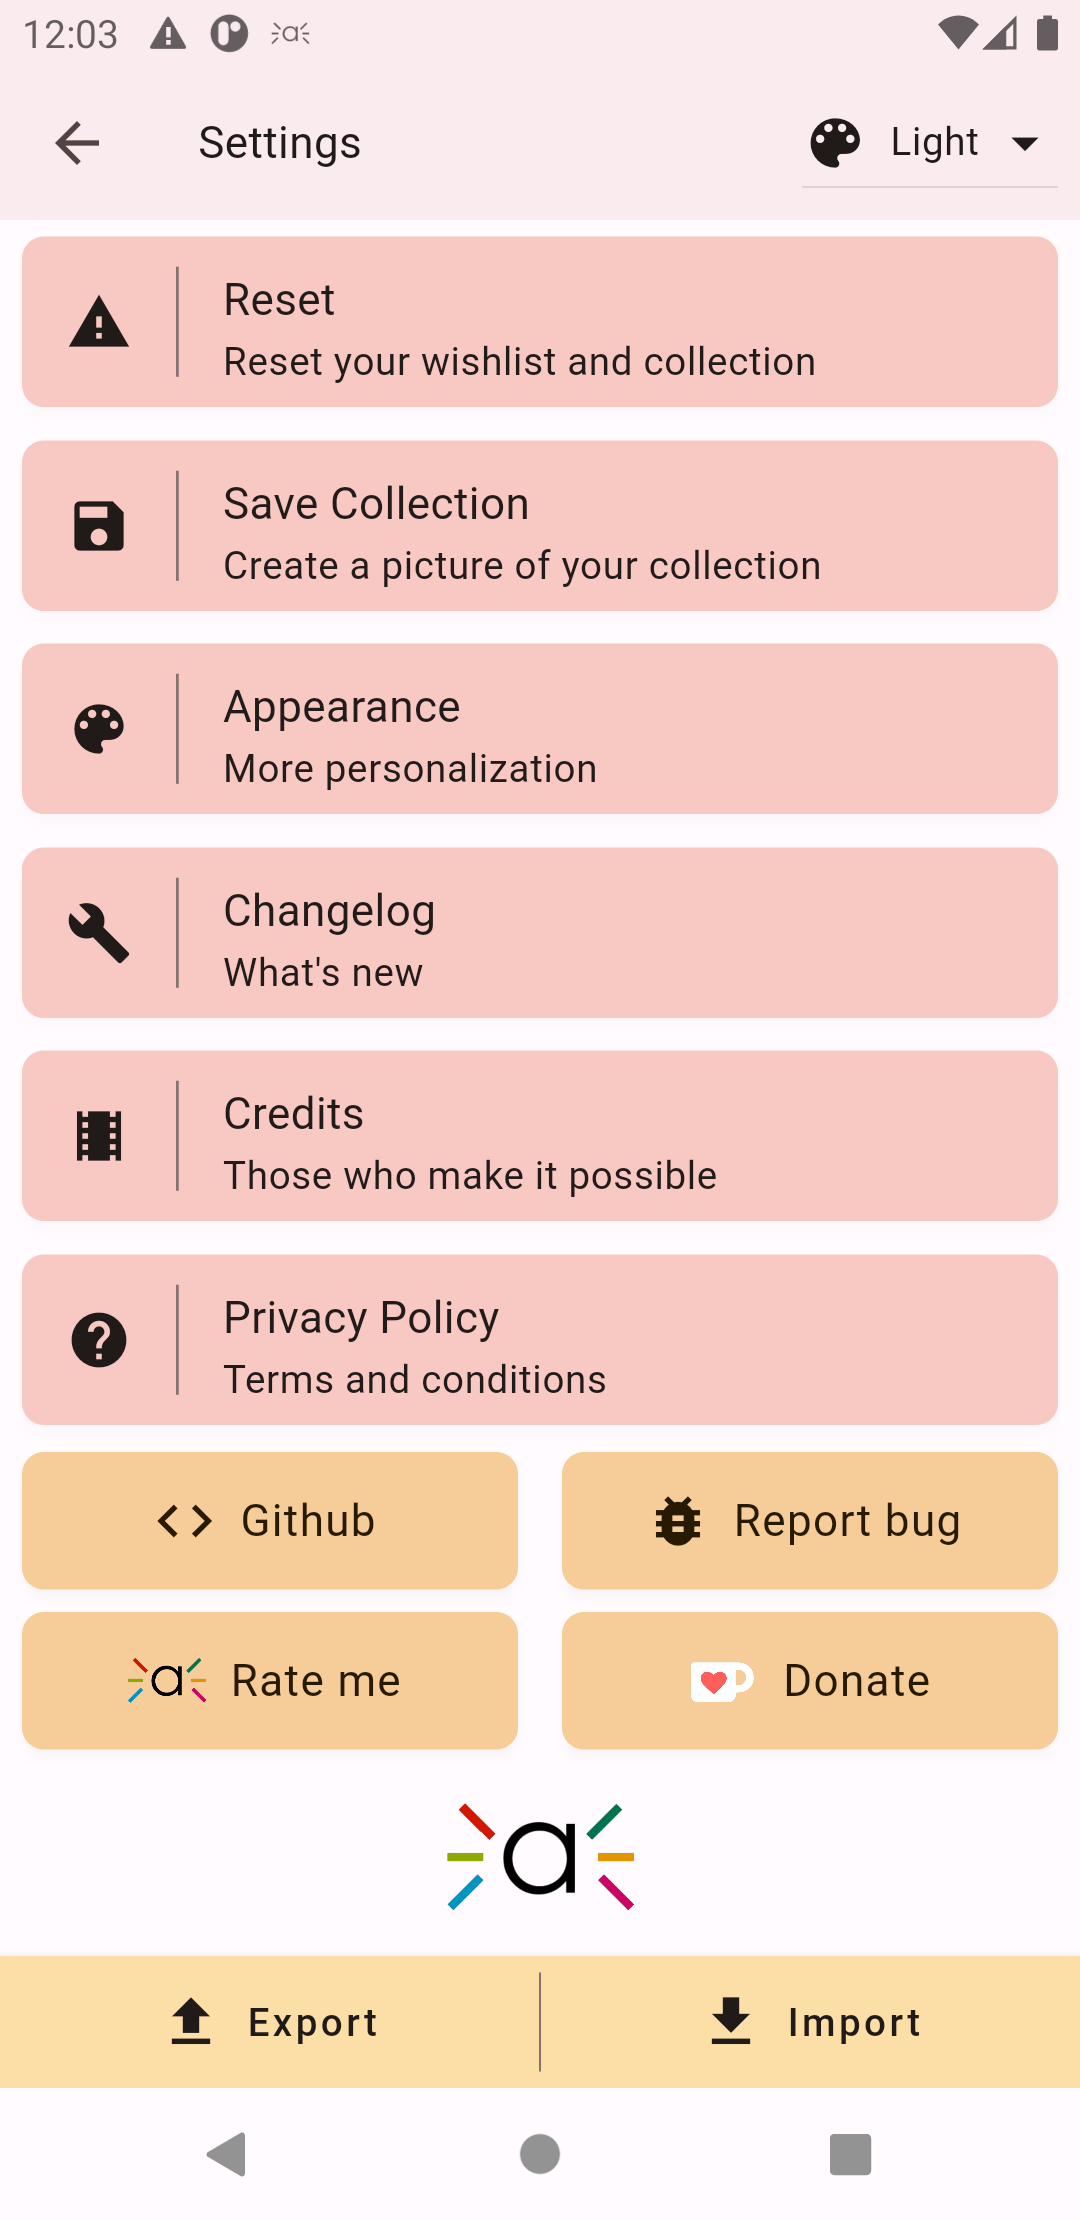 12:03
Settings
Light
Reset
Reset your wishlist and collection
Save Collection
Create a picture of your collection
Appearance
More personalization
Changelog
What's new
Credits
Those who make it possible
Privacy Policy
Terms and conditions
Github
Report bug
a Rate me
Donate
a
Export
Import